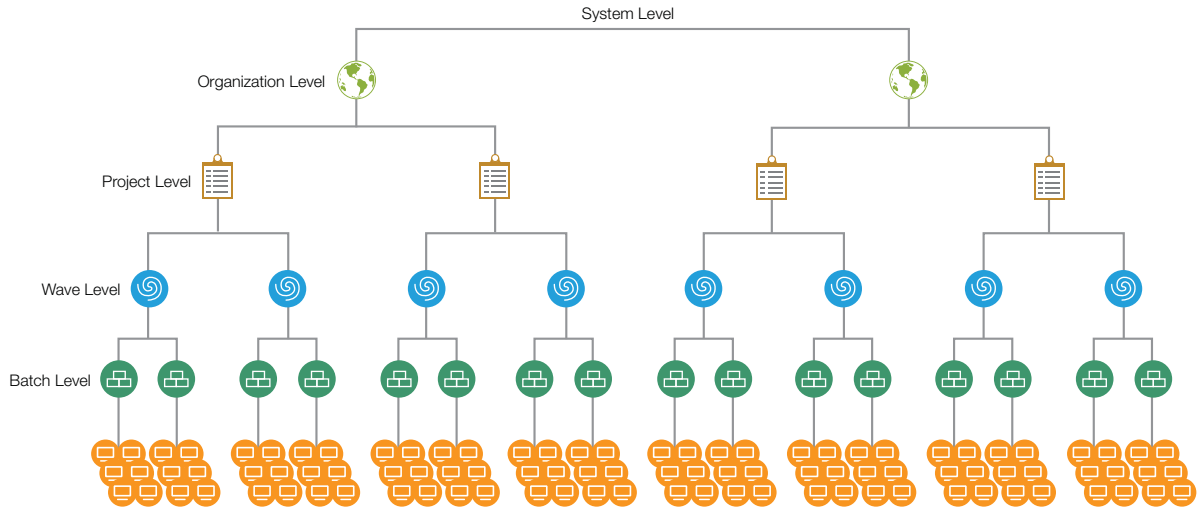 System Level
Organization Level
Project Level
Wave Level
Batch Level